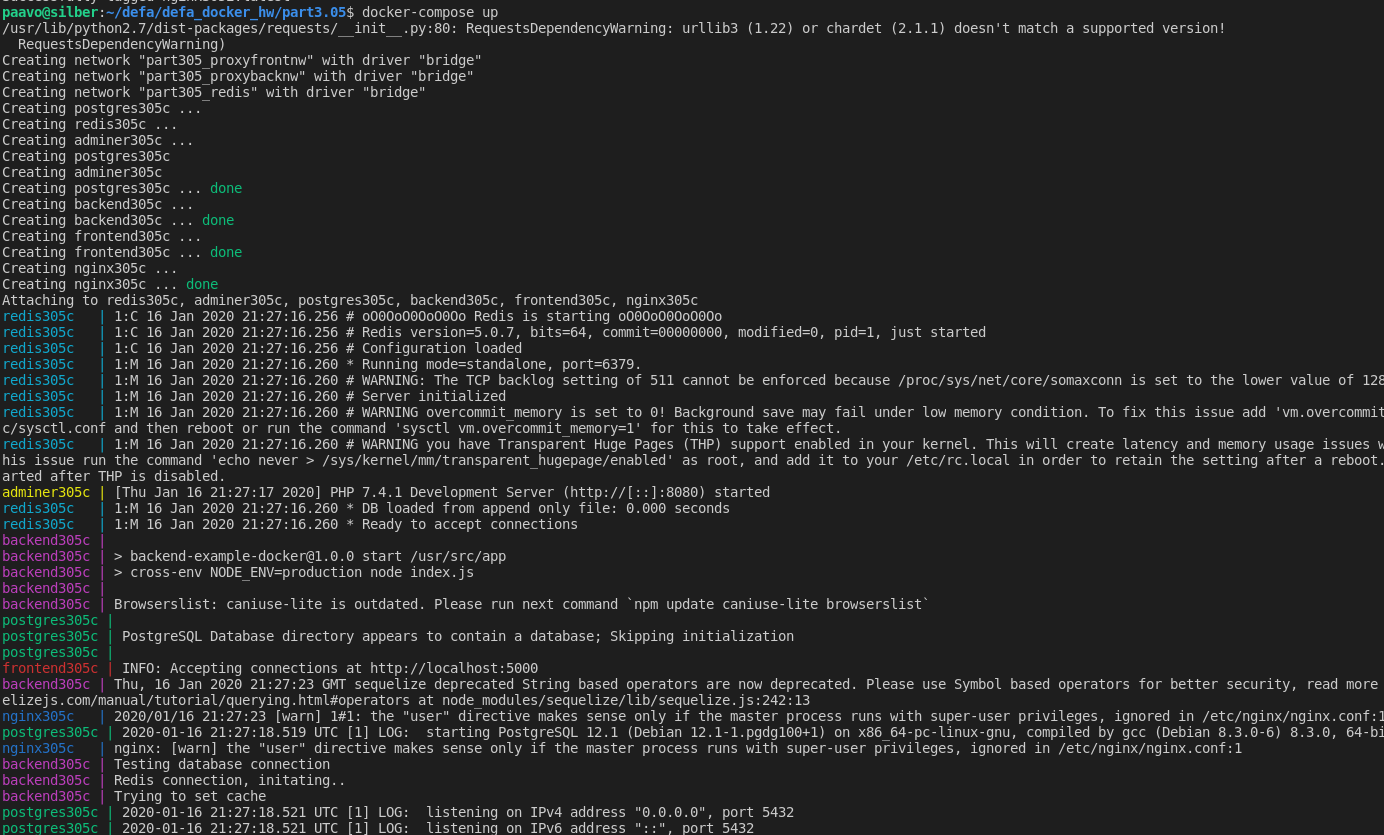 paavo@silber:~/defa/defa_docker_hw/part3.05$ docker-compose up
/usr/lib/python2.7/dist-packages/requests/__init__.py:80: RequestsDependencyWarning: urllib3 (1.22) or chardet (2.1.1) doesn't match a supported version!
  RequestsDependencyWarning)
Creating network "part305_proxyfrontnw" with driver "bridge"
Creating network "part305_proxybacknw" with driver "bridge"
Creating network "part305_redis" with driver "bridge"
Creating postgres305c ...
Creating redis305c ...
Creating adminer305c ...
Creating postgres305c
Creating adminer305c
Creating postgres305c ... done
Creating backend305c ...
Creating backend305c ... done
Creating frontend305c ...
Creating frontend305c ... done
Creating nginx305c ...
Creating nginx305c ... done
Attaching to redis305c, adminer305c, postgres305c, backend305c, frontend305c, nginx305c
redis305c   | 1:C 16 Jan 2020 21:27:16.256 # oO0OoO0OoO0Oo Redis is starting oO0OoO0OoO0Oo
redis305c   | 1:C 16 Jan 2020 21:27:16.256 # Redis version=5.0.7, bits=64, commit=00000000, modified=0, pid=1, just started
redis305c   | 1:C 16 Jan 2020 21:27:16.256 # Configuration loaded
redis305c   | 1:M 16 Jan 2020 21:27:16.260 * Running mode=standalone, port=6379.
redis305c   | 1:M 16 Jan 2020 21:27:16.260 # WARNING: The TCP backlog setting of 511 cannot be enforced because /proc/sys/net/core/somaxconn is set to the lower value of 128
redis305c   | 1:M 16 Jan 2020 21:27:16.260 # Server initialized
redis305c   | 1:M 16 Jan 2020 21:27:16.260 # WARNING overcommit_memory is set to 0! Background save may fail under low memory condition. To fix this issue add 'vm.overcommit
c/sysctl.conf and then reboot or run the command 'sysctl vm.overcommit_memory=1' for this to take effect.
redis305c   | 1:M 16 Jan 2020 21:27:16.260 # WARNING you have Transparent Huge Pages (THP) support enabled in your kernel. This will create latency and memory usage issues w
his issue run the command 'echo never > /sys/kernel/mm/transparent_hugepage/enabled' as root, and add it to your /etc/rc.local in order to retain the setting after a reboot.
arted after THP is disabled.
adminer305c | [Thu Jan 16 21:27:17 2020] PHP 7.4.1 Development Server (http://[::]:8080) started
redis305c   | 1:M 16 Jan 2020 21:27:16.260 * DB loaded from append only file: 0.000 seconds
redis305c   | 1:M 16 Jan 2020 21:27:16.260 * Ready to accept connections
backend305c |
backend305c | > backend-example-docker@1.0.0 start /usr/src/app
backend305c | > cross-env NODE_ENV=production node index.js
backend305c |
backend305c | Browserslist: caniuse-lite is outdated. Please run next command `npm update caniuse-lite browserslist`
postgres305c |
postgres305c | PostgreSQL Database directory appears to contain a database; Skipping initialization
postgres305c |
frontend305c | INFO: Accepting connections at http://localhost:5000
backend305c | Thu, 16 Jan 2020 21:27:23 GMT sequelize deprecated String based operators are now deprecated. Please use Symbol based operators for better security, read more
elizejs.com/manual/tutorial/querying.html#operators at node_modules/sequelize/lib/sequelize.js:242:13
nginx305c   | 2020/01/16 21:27:23 [warn] 1#1: the "user" directive makes sense only if the master process runs with super-user privileges, ignored in /etc/nginx/nginx.conf:1
postgres305c | 2020-01-16 21:27:18.519 UTC [1] LOG:  starting PostgreSQL 12.1 (Debian 12.1-1.pgdg100+1) on x86_64-pc-linux-gnu, compiled by gcc (Debian 8.3.0-6) 8.3.0, 64-bi
nginx305c   | nginx: [warn] the "user" directive makes sense only if the master process runs with super-user privileges, ignored in /etc/nginx/nginx.conf:1
backend305c | Testing database connection
backend305c | Redis connection, initating..
backend305c | Trying to set cache
postgres305c | 2020-01-16 21:27:18.521 UTC [1] LOG:  listening on IPv4 address "0.0.0.0", port 5432
postgres305c | 2020-01-16 21:27:18.521 UTC [1] LOG:  listening on IPv6 address "::", port 5432